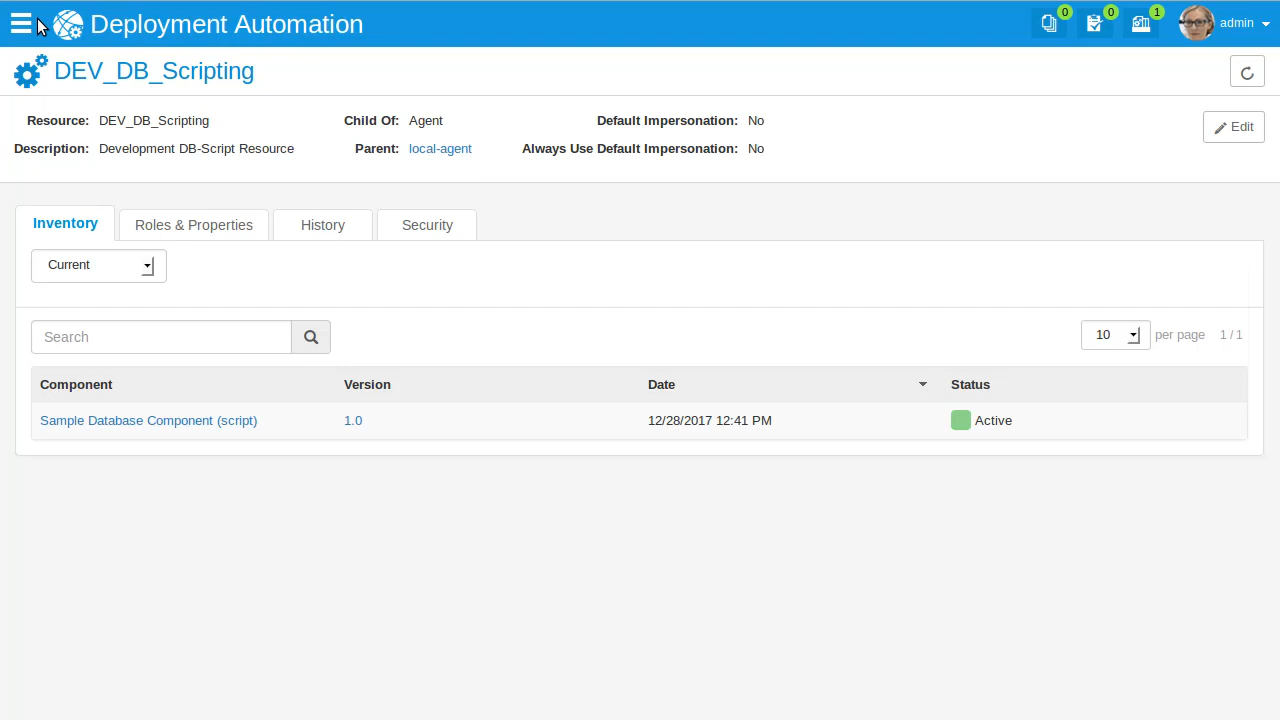 Deployment Automation
0 0 1 admin
DEV_DB_Scripting
Resource: DEV_DB_Scripting Child Of: Agent Default Impersonation: No
Edit
Description: Development DB-Script Resource Parent: local-agent Always Use Default Impersonation: No
Inventory Roles & Properties History Security
Current
Search 10 per page 1 / 1
Component Version Date Status
Sample Database Component (script) 1.0 12/28/2017 12:41 PM Active